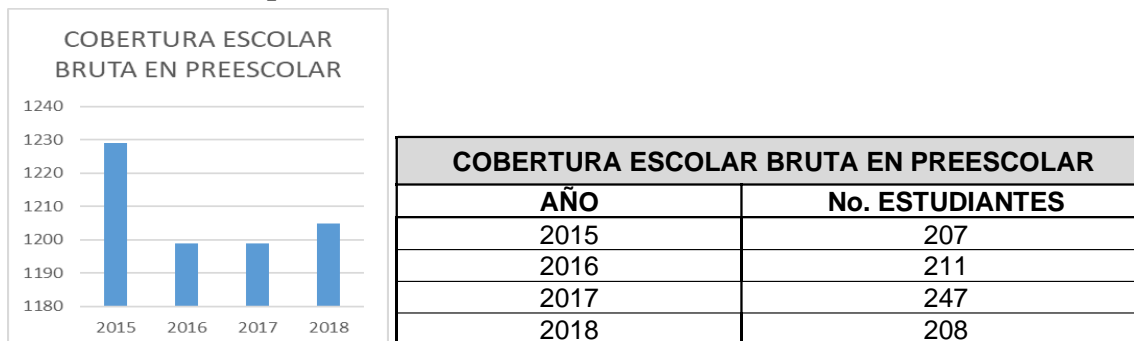 COBERTURA ESCOLAR
BRUTA EN PREESCOLAR
1240
1230
1220
1210
1200
1190
1180
2015 2016 2017 2018
COBERTURA ESCOLAR BRUTA EN PREESCOLAR
AÑO No. ESTUDIANTES
2015 207
2016 211
2017 247
2018 208